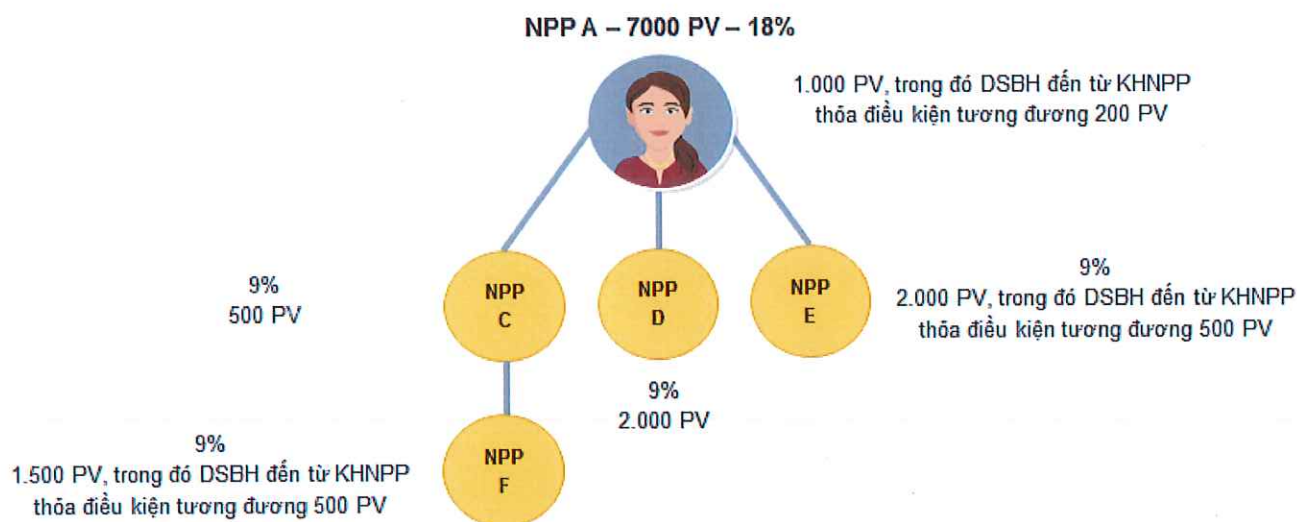 NPP A – 7000 PV – 18%
1.000 PV, trong đó DSBH đến từ KHNPP
thỏa điều kiện tương đương 200 PV
9%
500 PV
NPP
C
NPP
D
NPP
E
9%
2.000 PV, trong đó DSBH đến từ KHNPP
thỏa điều kiện tương đương 500 PV
9%
2.000 PV
9%
1.500 PV, trong đó DSBH đến từ KHNPP
thỏa điều kiện tương đương 500 PV
NPP
F